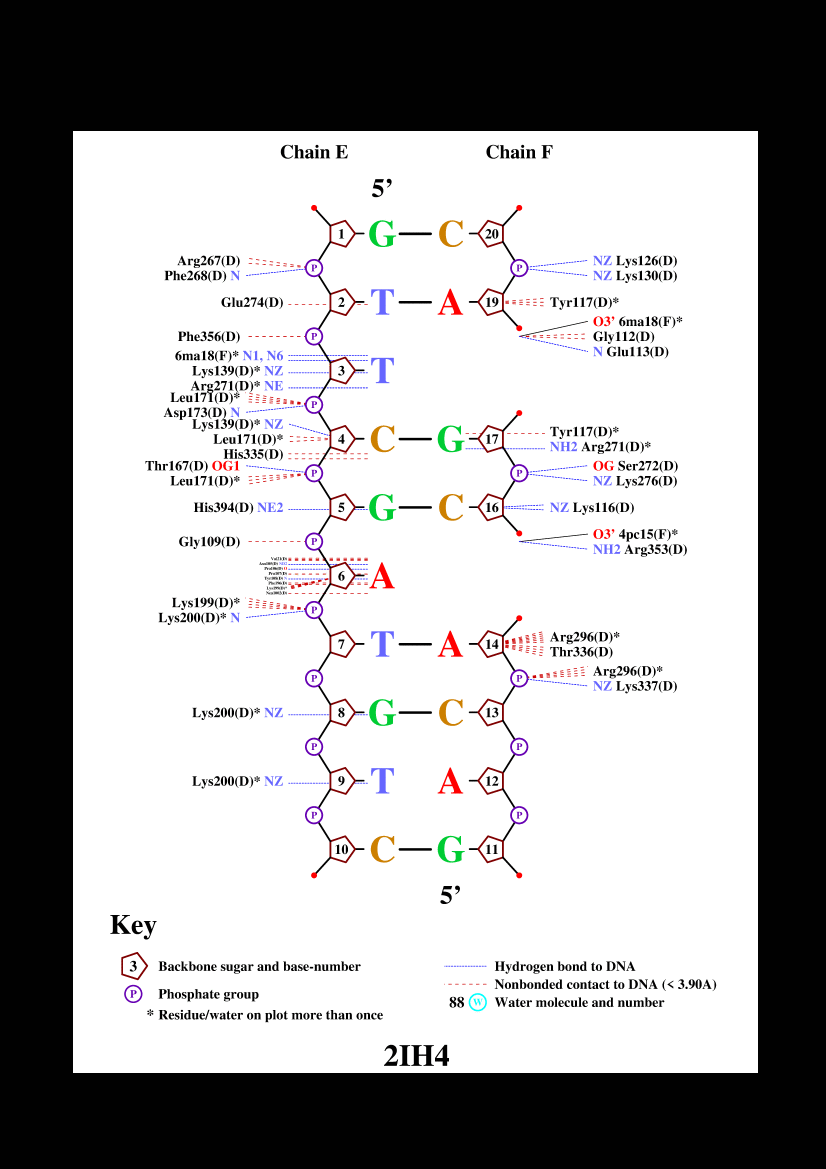 Chain E Chain F
5’
1 G C 20
Arg267(D) P P NZ Lys126(D)
Phe268(D) N NZ Lys130(D)
Glu274(D) 2 T A 19 Tyr117(D)*
O3' 6ma18(F)*
Phe356(D) P Gly112(D)
6ma18(F)* N1, N6 N Glu113(D)
Lys139(D)* NZ 3 T
Arg271(D)* NE
Leu171(D)* P
Asp173(D) N
Lys139(D)* NZ Tyr117(D)*
Leu171(D)* 4 C G 17 NH2 Arg271(D)*
His335(D)
Thr167(D) OG1 P P OG Ser272(D)
Leu171(D)* NZ Lys276(D)
His394(D) NE2 5 G C 16 NZ Lys116(D)
O3' 4pc15(F)*
Gly109(D) P NH2 Arg353(D)
6 A
Lys199(D)* P
Lys200(D)* N
7 T A 14 Arg296(D)*
Thr336(D)
P P Arg296(D)*
NZ Lys337(D)
Lys200(D)* NZ 8 G C 13
P P
Lys200(D)* NZ 9 T A 12
P P
10 C G 11
5’
Key
3 Backbone sugar and base-number
P Phosphate group
* Residue/water on plot more than once
Hydrogen bond to DNA
Nonbonded contact to DNA (< 3.90A)
88 W Water molecule and number
2IH4